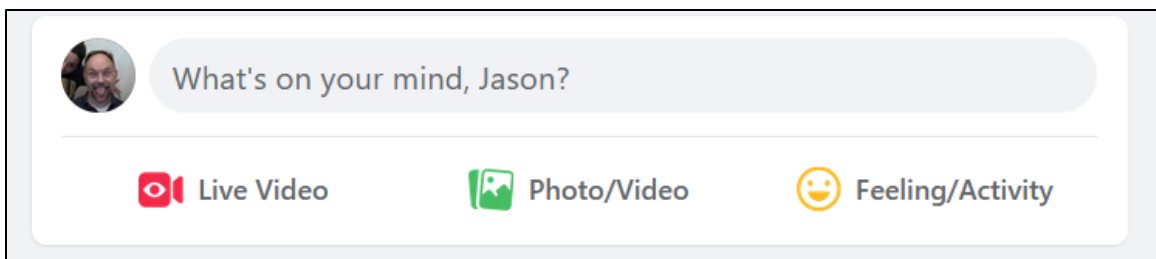 What's on your mind, Jason?
Live Video
Photo/Video
Feeling/Activity